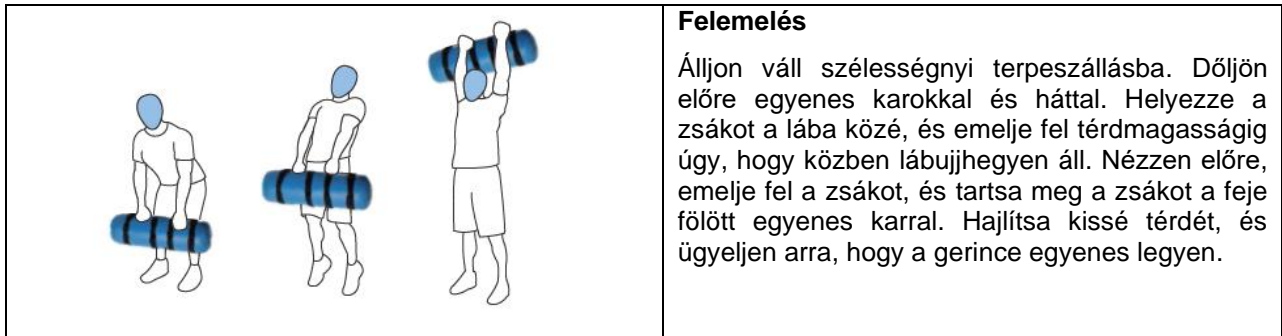 Felemelés
Álljon váll szélességnyi terpeszállásba. Dőljön
előre egyenes karokkal és háttal. Helyezze a
zsákot a lába közé, és emelje fel térdmagasságig
úgy, hogy közben lábujjhegyen áll. Nézzen előre,
emelje fel a zsákot, és tartsa meg a zsákot a feje
fölött egyenes karral. Hajlítsa kissé térdét, és
ügyeljen arra, hogy a gerince egyenes legyen.